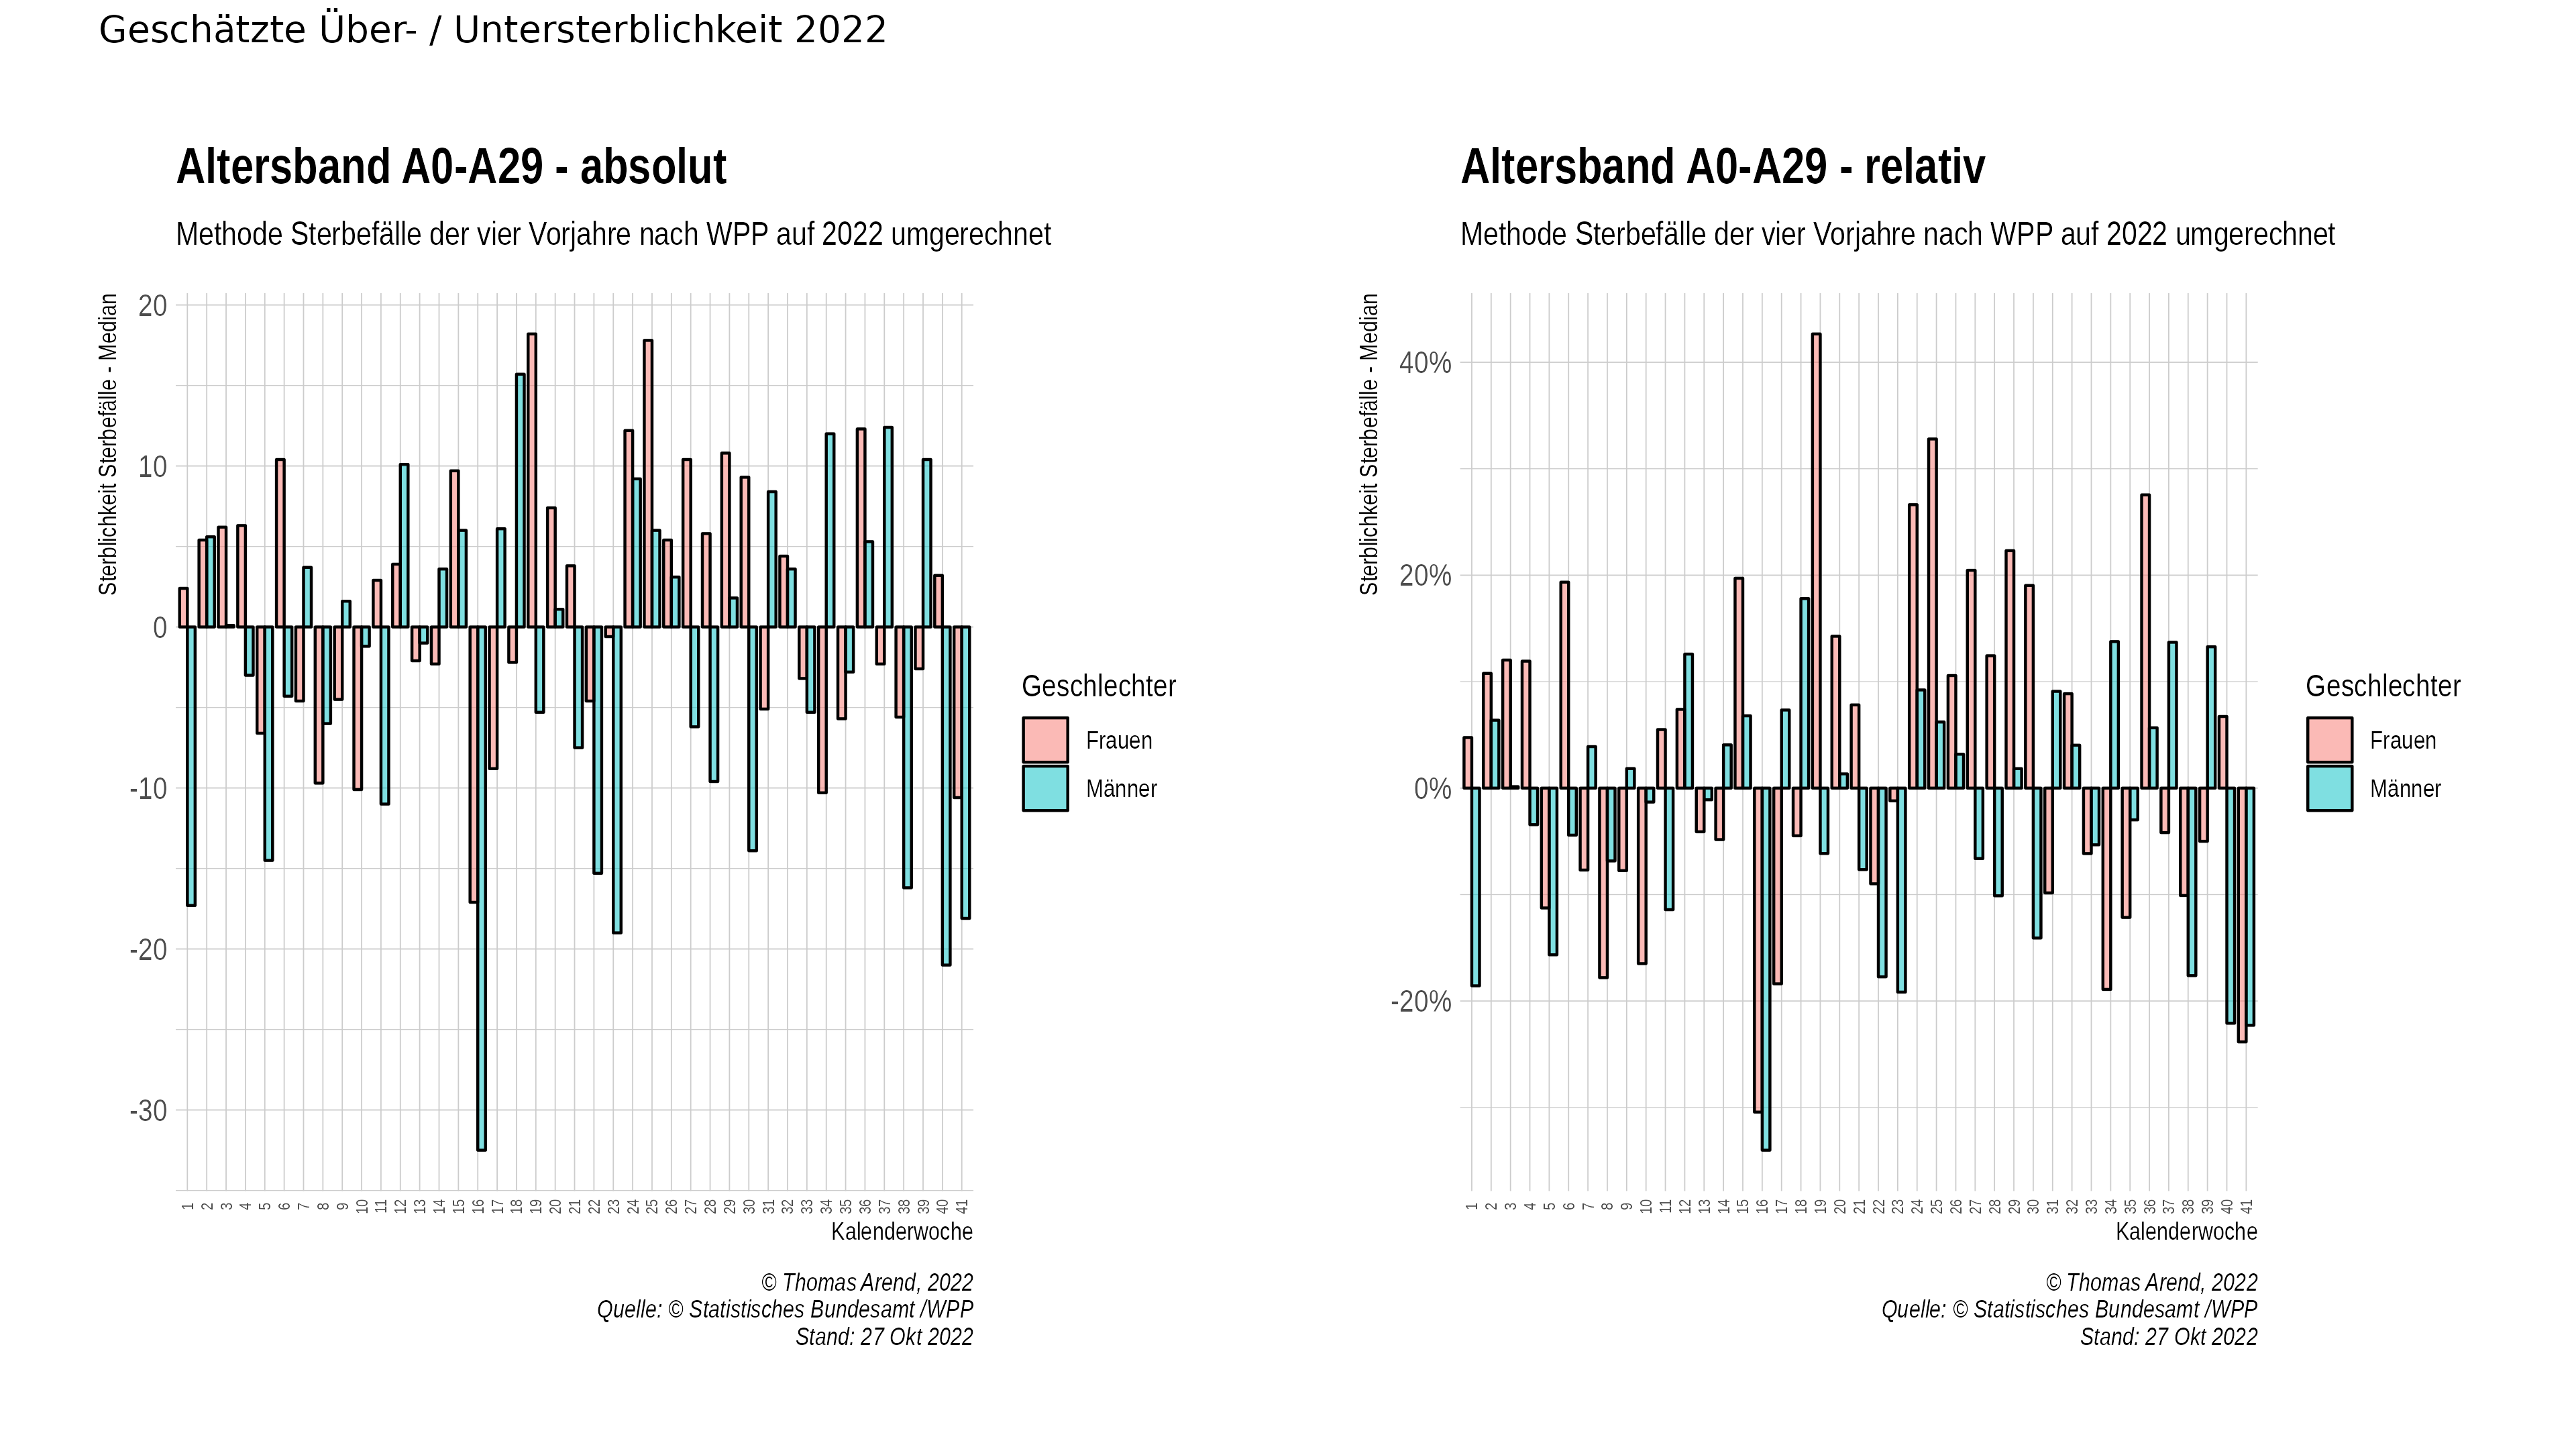 Geschätzte Über- / Untersterblichkeit 2022
Altersband A0-A29 - absolut
Methode Sterbefälle der vier Vorjahre nach WPP auf 2022 umgerechnet
Sterblichkeit Sterbefälle - Median
20
10
0
-10
-20
-30
1 2 3 4 5 6 7 8 9 10 11 12 13 14 15 16 17 18 19 20 21 22 23 24 25 26 27 28 29 30 31 32 33 34 35 36 37 38 39 40 41
Kalenderwoche
Geschlechter
Frauen
Männer
© Thomas Arend, 2022
Quelle: © Statistisches Bundesamt /WPP
Stand: 27 Okt 2022
Altersband A0-A29 - relativ
Methode Sterbefälle der vier Vorjahre nach WPP auf 2022 umgerechnet
Sterblichkeit Sterbefälle - Median
40%
20%
0%
-20%
1 2 3 4 5 6 7 8 9 10 11 12 13 14 15 16 17 18 19 20 21 22 23 24 25 26 27 28 29 30 31 32 33 34 35 36 37 38 39 40 41
Kalenderwoche
Geschlechter
Frauen
Männer
© Thomas Arend, 2022
Quelle: © Statistisches Bundesamt /WPP
Stand: 27 Okt 2022